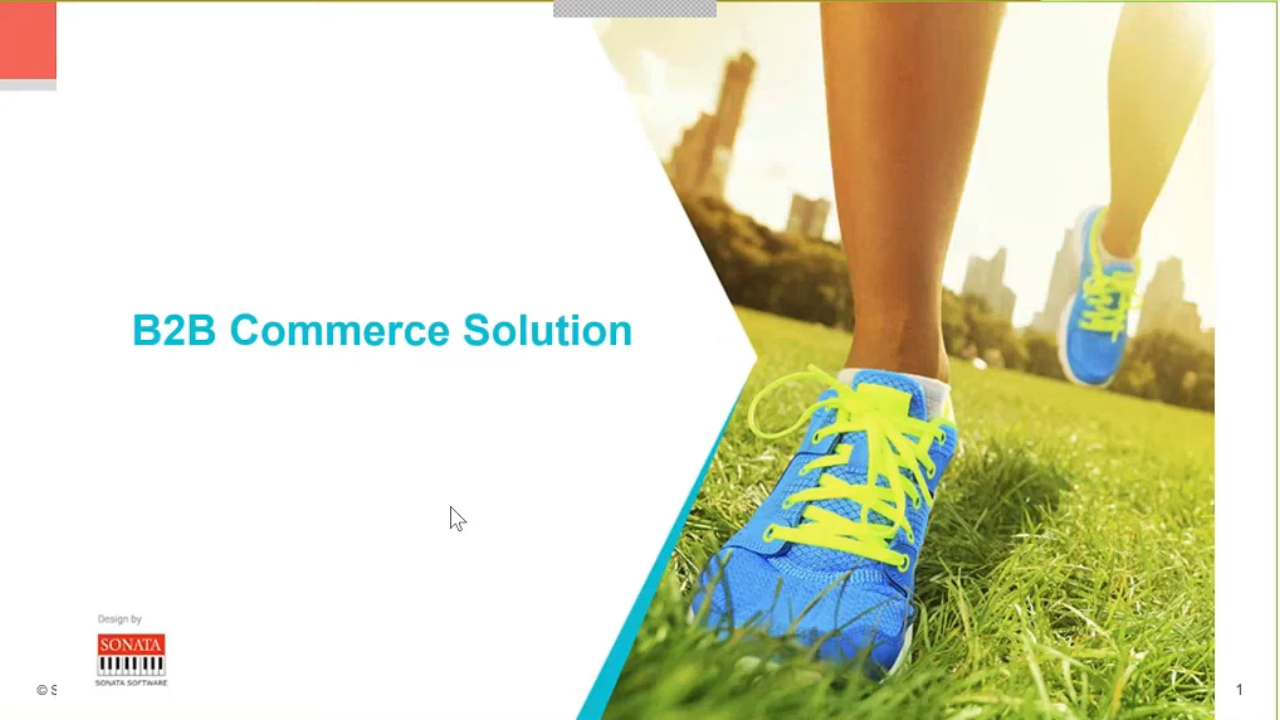 B2B Commerce Solution
Design by
SONATA
SONATA SOFTWARE
© S
1